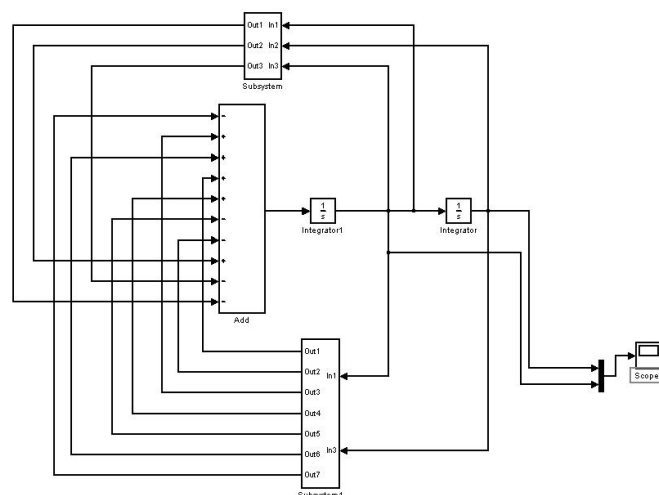 Out1 In1
Out2 In2
Out3 In3
Subsystem
-
+
+
+
+
-
-
+
-
-
Add
1
s
Integrator1
1
s
Integrator
Out1
Out2
Out3
Out4
Out5
Out6
Out7
In1
In3
Subsystem1
Scope